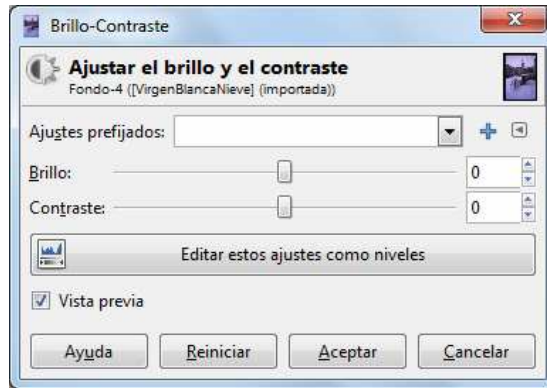 Brillo-Contraste
Ajustar el brillo y el contraste
Fondo-4 ([VirgenBlancaNieve] (importada))
Ajustes prefijados:
Brillo: 0
Contraste: 0
Editar estos ajustes como niveles
Vista previa
Ayuda Reiniciar Aceptar Cancelar